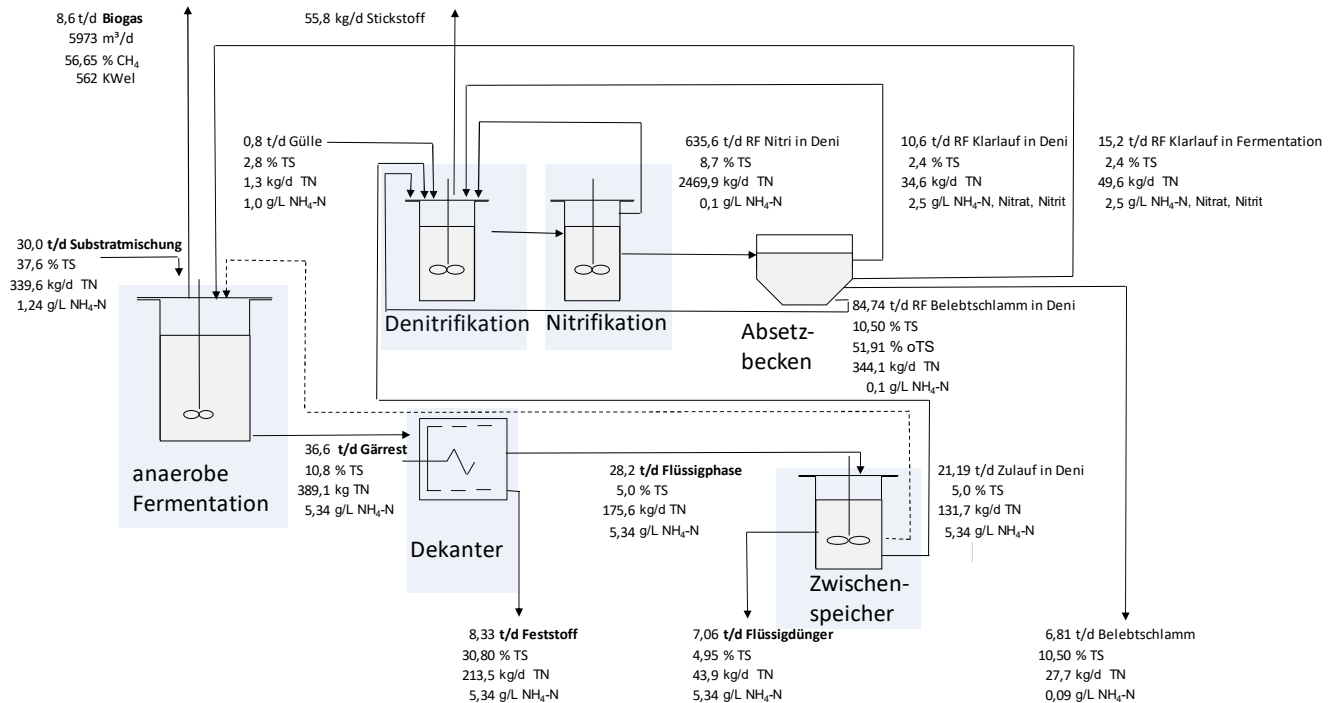 8,6 t/d Biogas
5973 m³/d
56,65 % CH₄
562 KWel
55,8 kg/d Stickstoff
0,8 t/d Gülle
2,8 % TS
1,3 kg/d TN
1,0 g/L NH₄-N
635,6 t/d RF Nitri in Deni
8,7 % TS
2469,9 kg/d TN
0,1 g/L NH₄-N
10,6 t/d RF Klarlauf in Deni
2,4 % TS
34,6 kg/d TN
2,5 g/L NH₄-N, Nitrat, Nitrit
15,2 t/d RF Klarlauf in Fermentation
2,4 % TS
49,6 kg/d TN
2,5 g/L NH₄-N, Nitrat, Nitrit
30,0 t/d Substratmischung
37,6 % TS
339,6 kg/d TN
1,24 g/L NH₄-N
Denitrifikation
Nitrifikation
Absetz-
becken
84,74 t/d RF Belebtschlamm in Deni
10,50 % TS
51,91 % oTS
344,1 kg/d TN
0,1 g/L NH₄-N
anaerobe
Fermentation
36,6 t/d Gärrest
10,8 % TS
389,1 kg TN
5,34 g/L NH₄-N
Dekanter
28,2 t/d Flüssigphase
5,0 % TS
175,6 kg/d TN
5,34 g/L NH₄-N
21,19 t/d Zulauf in Deni
5,0 % TS
131,7 kg/d TN
5,34 g/L NH₄-N
Zwischen-
speicher
8,33 t/d Feststoff
30,80 % TS
213,5 kg/d TN
5,34 g/L NH₄-N
7,06 t/d Flüssigdünger
4,95 % TS
43,9 kg/d TN
5,34 g/L NH₄-N
6,81 t/d Belebtschlamm
10,50 % TS
27,7 kg/d TN
0,09 g/L NH₄-N